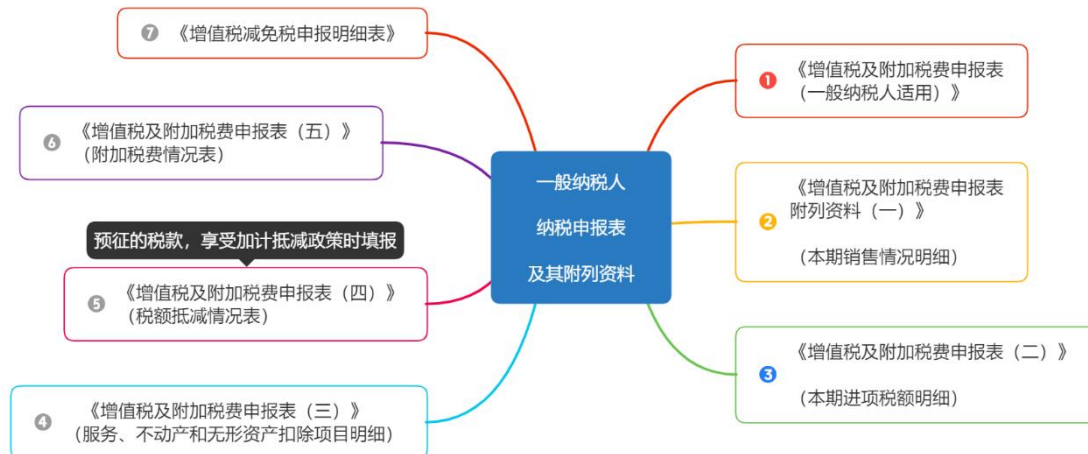 一般纳税人
纳税申报表
及其附列资料
❶
《增值税及附加税费申报表
（一般纳税人适用）》
❷
《增值税及附加税费申报表
附列资料（一）》
（本期销售情况明细）
❸
《增值税及附加税费申报表（二）》
（本期进项税额明细）
❹
《增值税及附加税费申报表（三）》
（服务、不动产和无形资产扣除项目明细）
预征的税款，享受加计抵减政策时填报
❺
《增值税及附加税费申报表（四）》
（税额抵减情况表）
❻
《增值税及附加税费申报表（五）》
（附加税费情况表）
❼
《增值税减免税申报明细表》